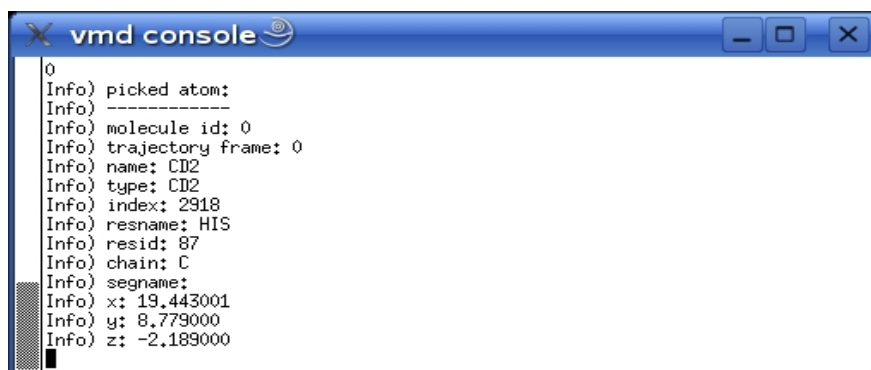 vmd console
0
Info) picked atom:
Info) ------------
Info) molecule id: 0
Info) trajectory frame: 0
Info) name: CD2
Info) type: CD2
Info) index: 2918
Info) resname: HIS
Info) resid: 87
Info) chain: C
Info) segname:
Info) x: 19.443001
Info) y: 8.779000
Info) z: -2.189000